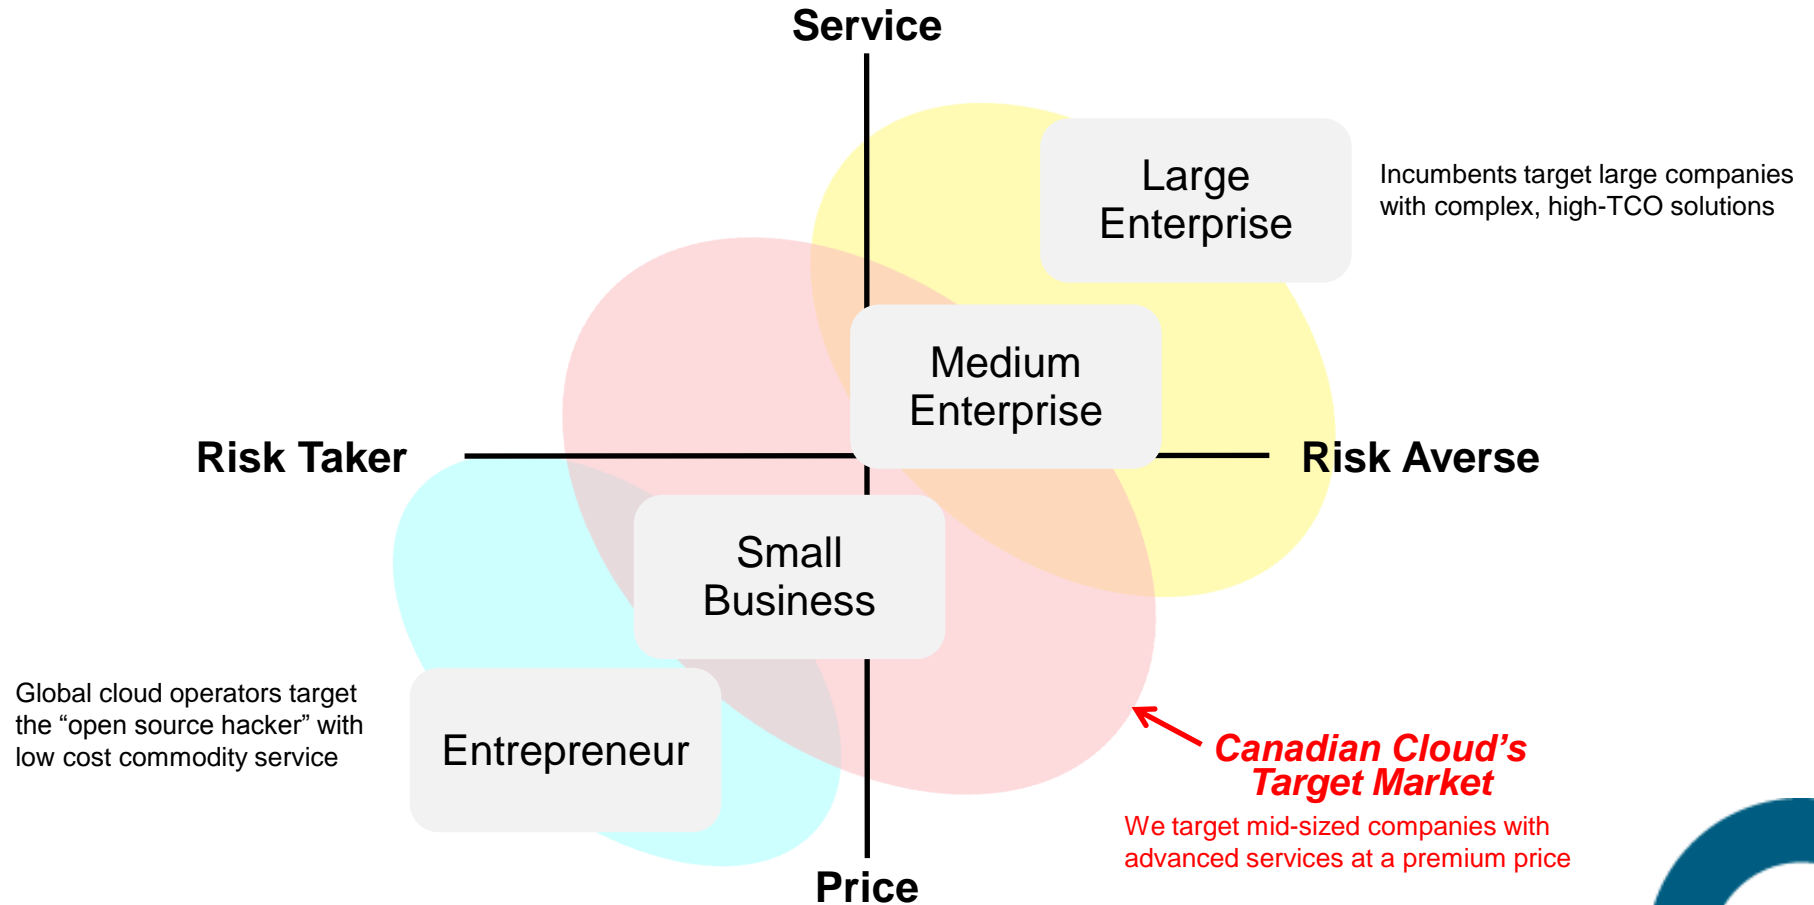 Service
Large
Enterprise
Incumbents target large companies
with complex, high-TCO solutions
Medium
Enterprise
Risk Taker
Risk Averse
Small
Business
Global cloud operators target
the “open source hacker” with
low cost commodity service
Entrepreneur
Canadian Cloud’s
Target Market
We target mid-sized companies with
advanced services at a premium price
Price